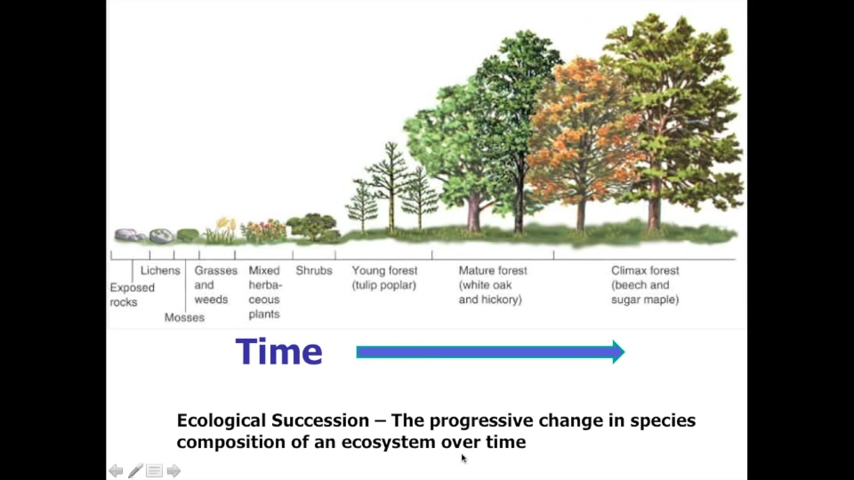 Exposed
rocks
Lichens
Mosses
Grasses
and
weeds
Mixed
herba-
ceous
plants
Shrubs
Young forest
(tulip poplar)
Mature forest
(white oak
and hickory)
Climax forest
(beech and
sugar maple)
Time
Ecological Succession – The progressive change in species
composition of an ecosystem over time